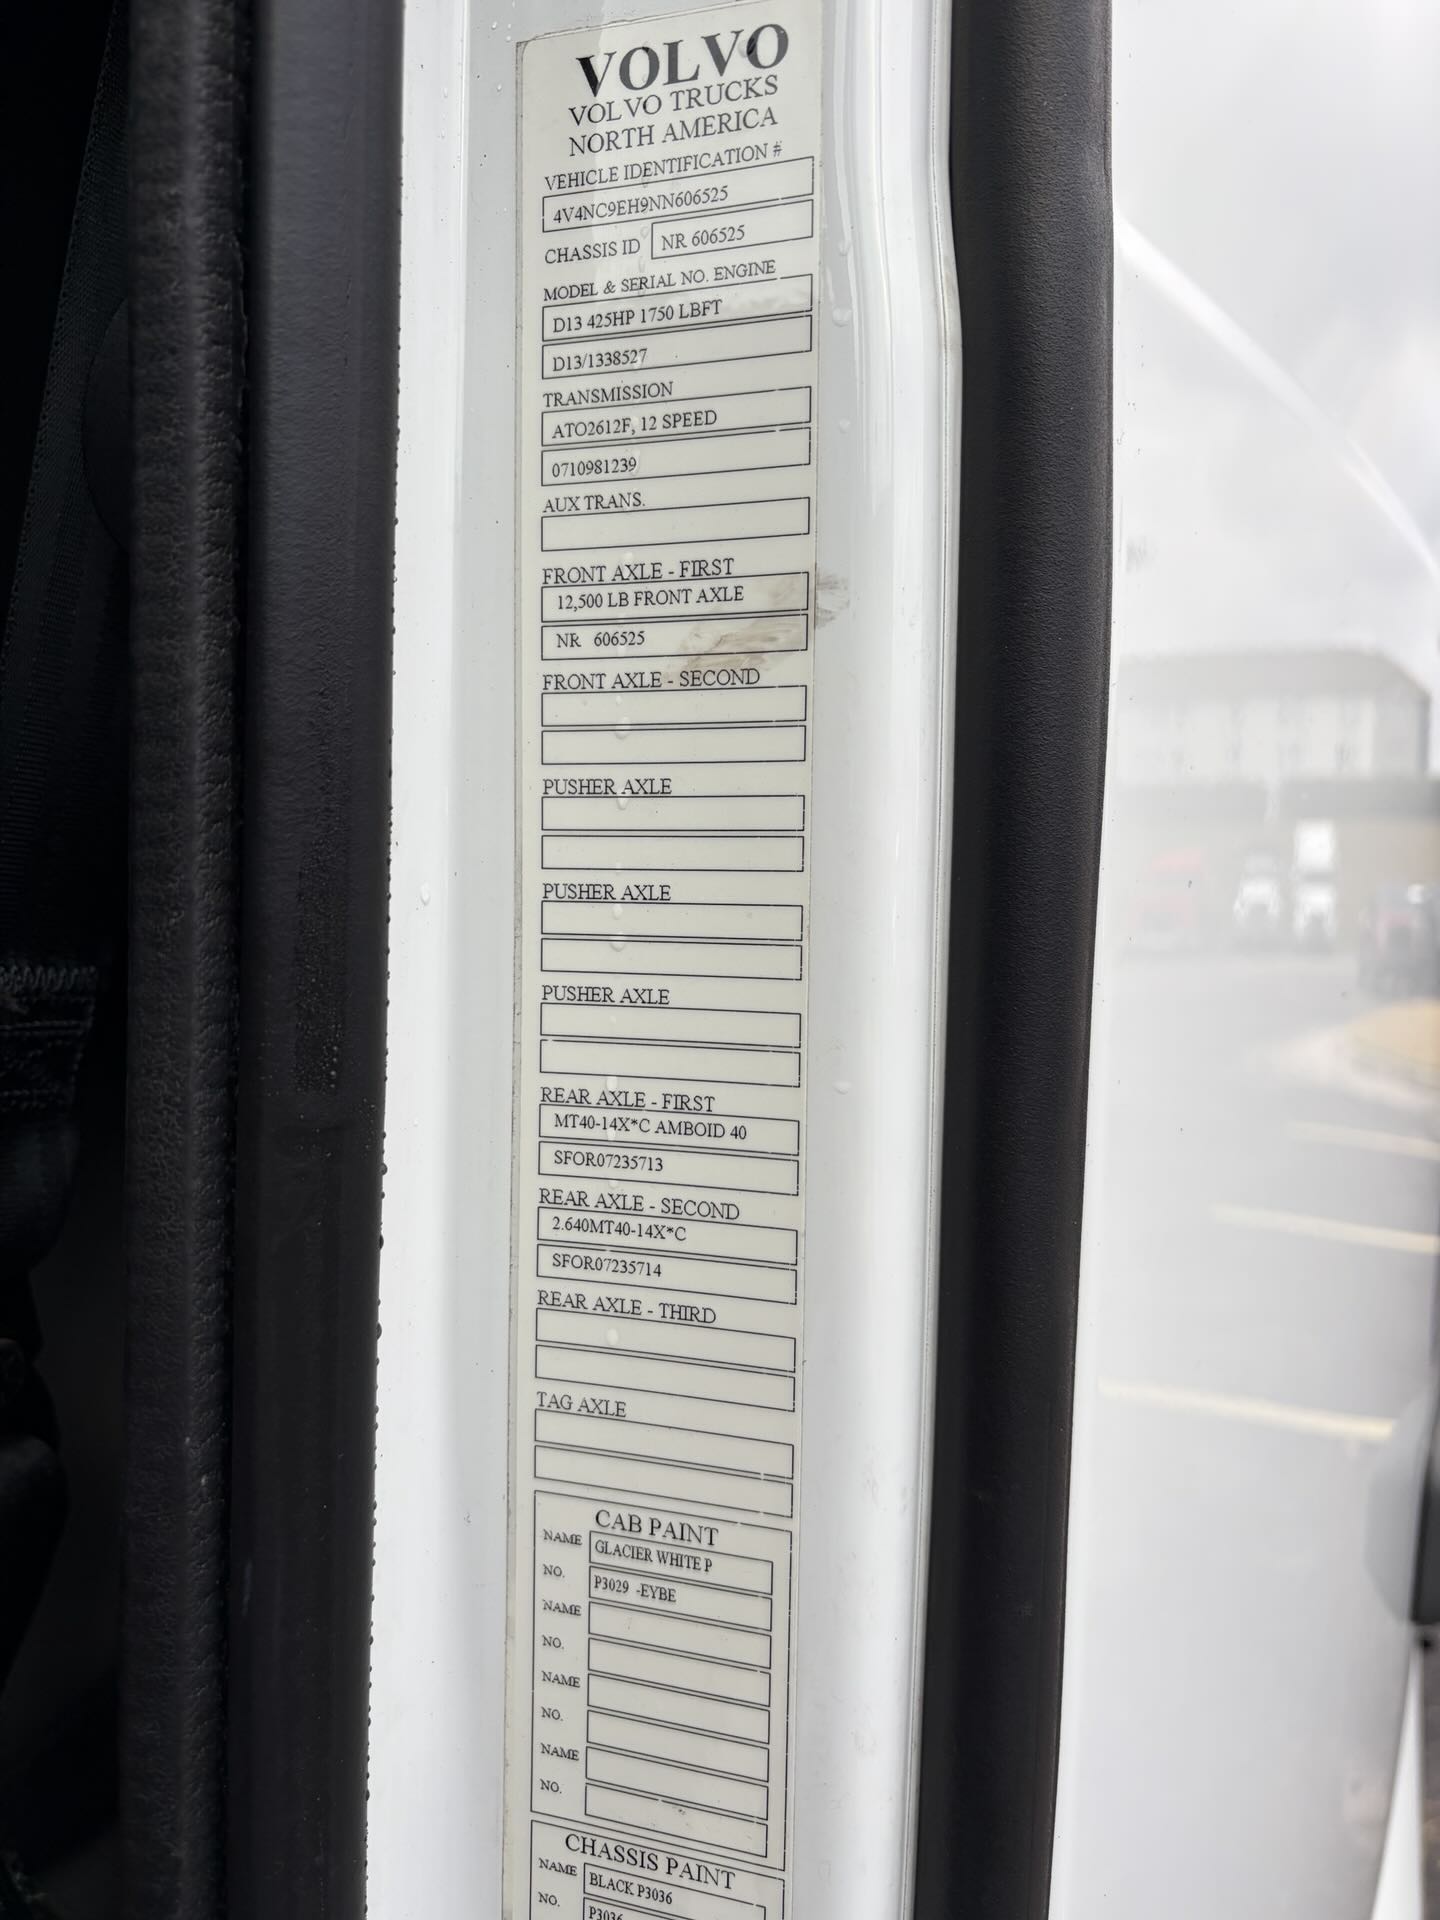 VOLVO
VOLVO TRUCKS
NORTH AMERICA
VEHICLE IDENTIFICATION #
4V4NC9EH9NN606525
CHASSIS ID NR 606525
MODEL & SERIAL NO. ENGINE
D13 425HP 1750 LBFT
D13/1338527
TRANSMISSION
ATO2612F, 12 SPEED
0710981239
AUX TRANS.
FRONT AXLE - FIRST
12,500 LB FRONT AXLE
NR 606525
FRONT AXLE - SECOND
PUSHER AXLE
PUSHER AXLE
PUSHER AXLE
REAR AXLE - FIRST
MT40-14X*C AMBOID 40
SFOR07235713
REAR AXLE - SECOND
2.640MT40-14X*C
SFOR07235714
REAR AXLE - THIRD
TAG AXLE
CAB PAINT
NAME GLACIER WHITE P
NO. P3029 -EYBE
NAME
NO.
NAME
NO.
NAME
NO.
CHASSIS PAINT
NAME BLACK P3036
NO. P3036